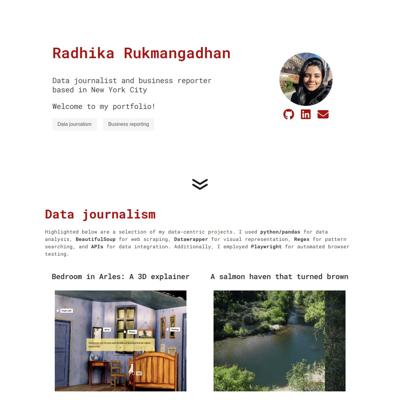 Radhika Rukmangadhan
Data journalist and business reporter
based in New York City
Welcome to my portfolio!
Data journalism
Business reporting
Data journalism
Highlighted below are a selection of my data-centric projects. I used python/pandas for data
analysis, BeautifulSoup for web scraping, Datawrapper for visual representation, Regex for pattern
searching, and APIs for data integration. Additionally, I employed Playwright for automated browser
testing.
Bedroom in Arles: A 3D explainer
A salmon haven that turned brown